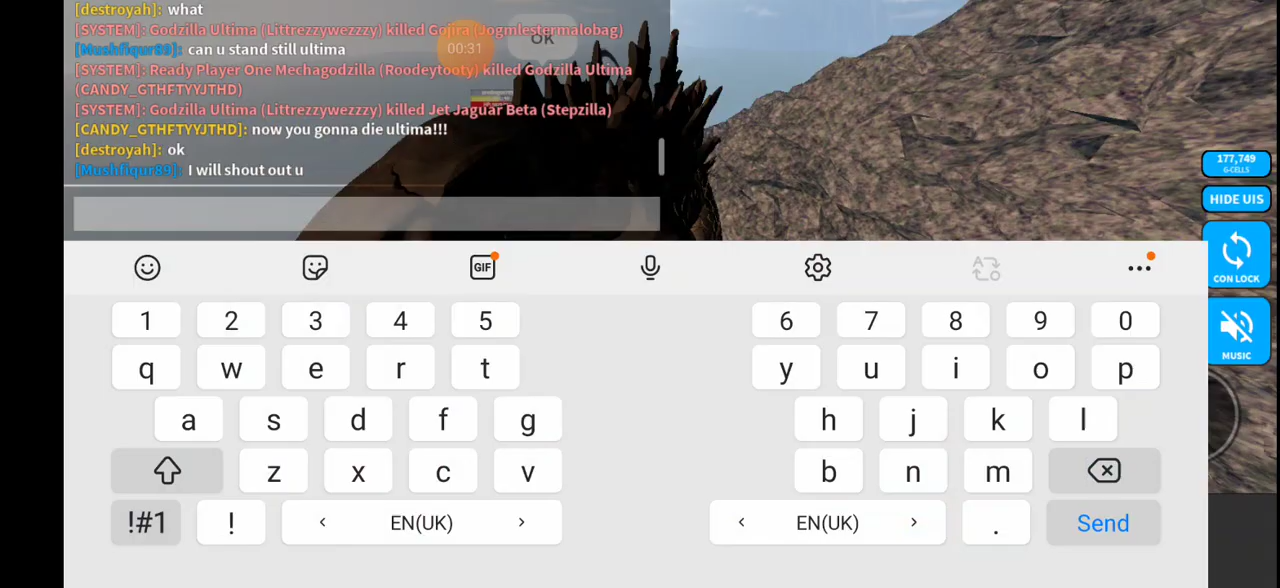 [destroyah]: what
[SYSTEM]: Godzilla Ultima (Littrezzywezzzy) killed Gojira (Jogmlestermalobag)
OK
[Mushfiqur89]: can u stand still ultima
00:31
[SYSTEM]: Ready Player One Mechagodzilla (Roodeytooty) killed Godzilla Ultima
(CANDY_GTHFTYYJTHD)
[SYSTEM]: Godzilla Ultima (Littrezzywezzzy) killed Jet Jaguar Beta (Stepzilla)
[CANDY_GTHFTYYJTHD]: now you gonna die ultima!!!
[destroyah]: ok
[Mushfiqur89]: I will shout out u
177,749
G-CELLS
HIDE UIS
CON LOCK
MUSIC
GIF
1 2 3 4 5 6 7 8 9 0
q w e r t y u i o p
a s d f g h j k l
z x c v b n m
!#1 ! < EN(UK) > < EN(UK) > . Send